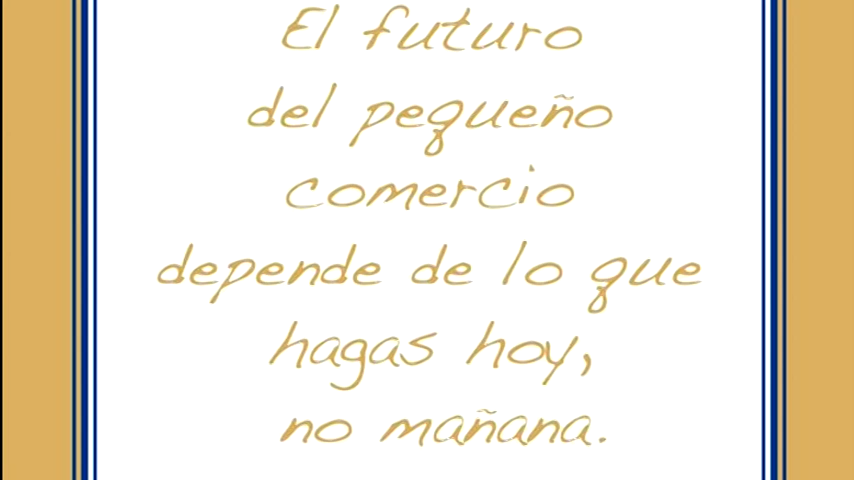 El futuro
del pequeño
comercio
depende de lo que
hagas hoy,
no mañana.